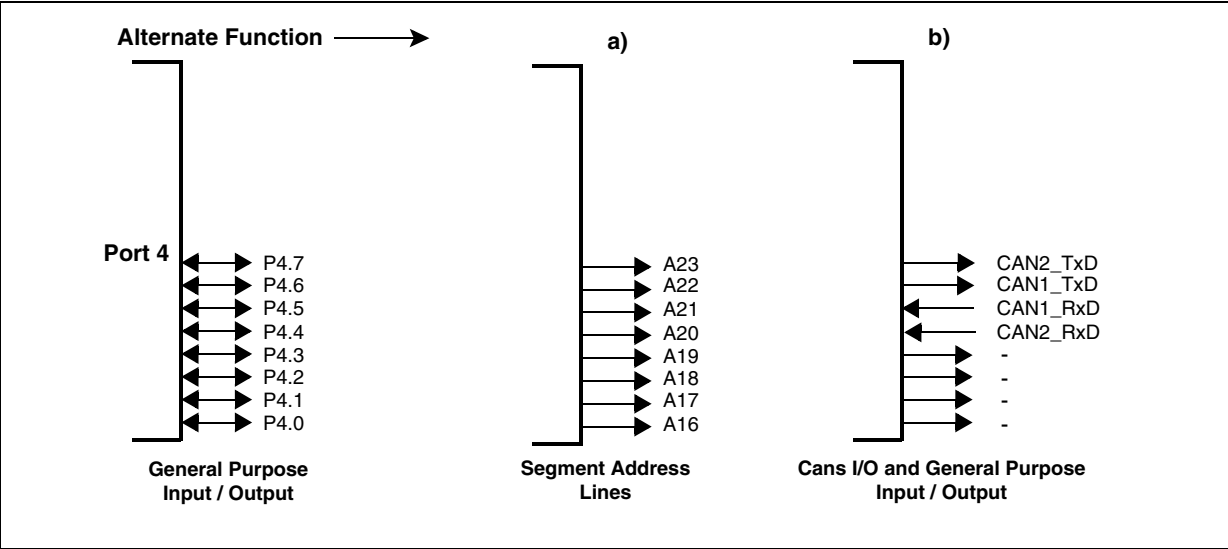 Alternate Function
a)
b)
Port 4
P4.7
P4.6
P4.5
P4.4
P4.3
P4.2
P4.1
P4.0
General Purpose
Input / Output
A23
A22
A21
A20
A19
A18
A17
A16
Segment Address
Lines
CAN2_TxD
CAN1_TxD
CAN1_RxD
CAN2_RxD
-
-
-
-
Cans I/O and General Purpose
Input / Output